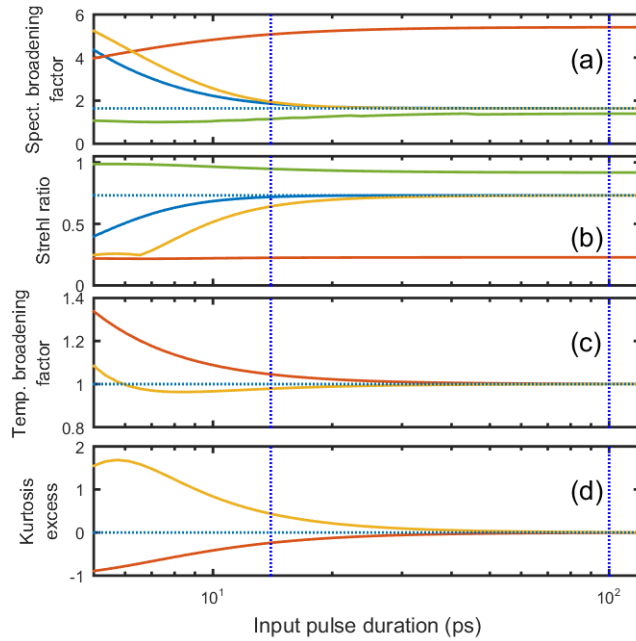 Spect. broadening
factor
6
4
2
0
(a)
Strehl ratio
1
0.5
0
(b)
Temp. broadening
factor
1.4
1.2
1
0.8
(c)
Kurtosis
excess
2
1
0
-1
(d)
10¹
10²
Input pulse duration (ps)